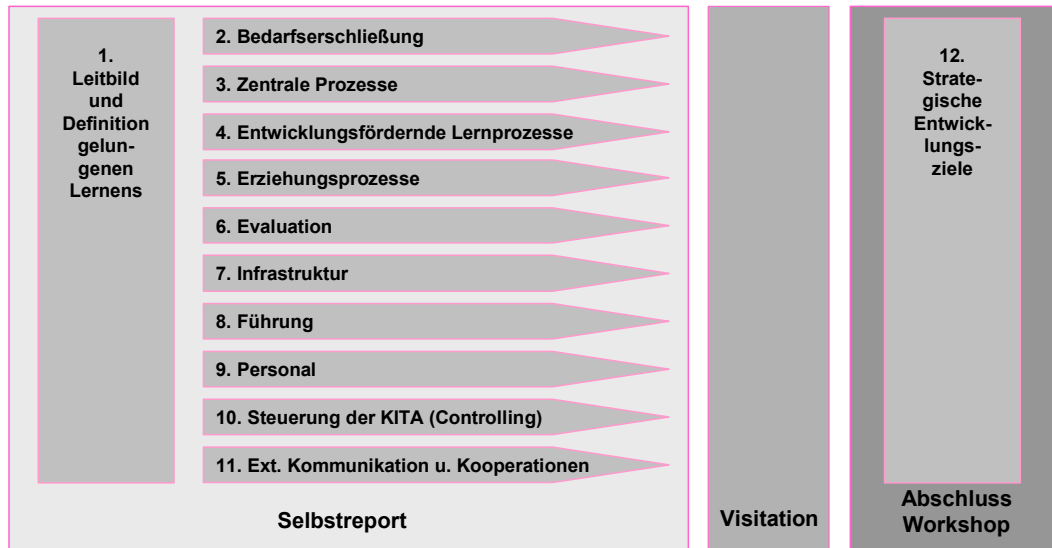 1.
Leitbild
und
Definition
gelun-
genen
Lernens
2. Bedarfserschließung
3. Zentrale Prozesse
4. Entwicklungsfördernde Lernprozesse
5. Erziehungsprozesse
6. Evaluation
7. Infrastruktur
8. Führung
9. Personal
10. Steuerung der KITA (Controlling)
11. Ext. Kommunikation u. Kooperationen
Selbstreport
Visitation
12.
Strate-
gische
Entwick-
lungs-
ziele
Abschluss
Workshop